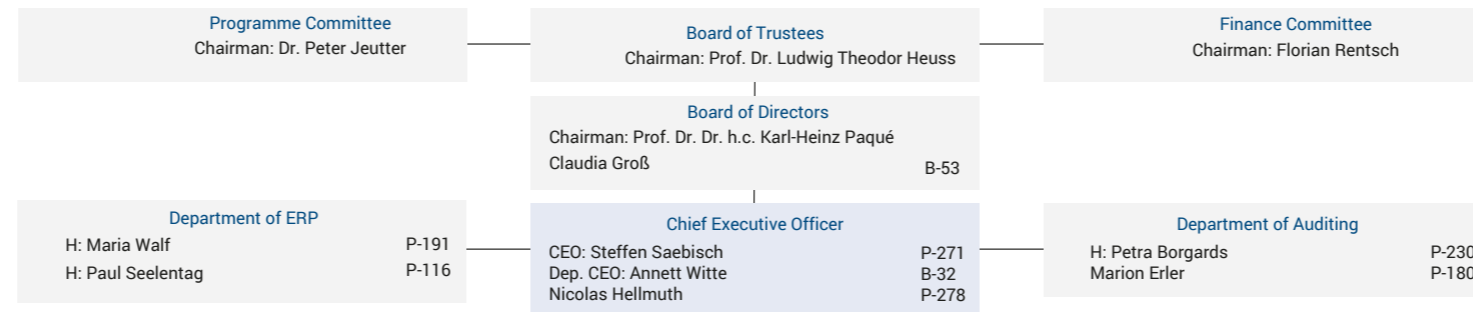 Programme Committee
Chairman: Dr. Peter Jeutter
Board of Trustees
Chairman: Prof. Dr. Ludwig Theodor Heuss
Finance Committee
Chairman: Florian Rentsch
Board of Directors
Chairman: Prof. Dr. Dr. h.c. Karl-Heinz Paqué
Claudia Groß B-53
Department of ERP
H: Maria Walf P-191
H: Paul Seelentag P-116
Chief Executive Officer
CEO: Steffen Saebisch P-271
Dep. CEO: Annett Witte B-32
Nicolas Hellmuth P-278
Department of Auditing
H: Petra Borgards P-230
Marion Erler P-180